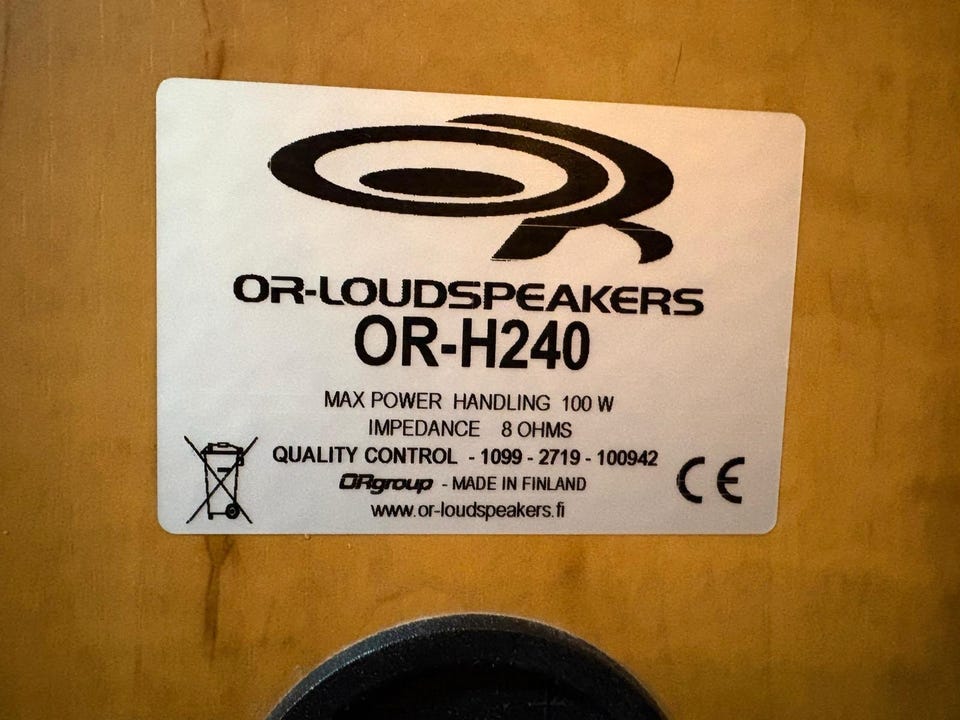 OR
OR-LOUDSPEAKERS
OR-H240
MAX POWER HANDLING 100 W
IMPEDANCE 8 OHMS
QUALITY CONTROL - 1099 - 2719 - 100942
ORgroup - MADE IN FINLAND
www.or-loudspeakers.fi
CE